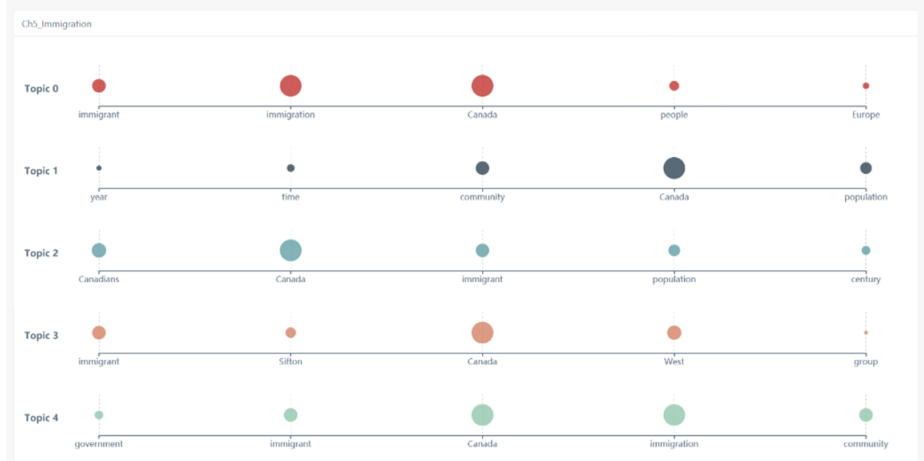 Ch5_Immigration
Topic 0
immigrant immigration Canada people Europe
Topic 1
year time community Canada population
Topic 2
Canadians Canada immigrant population century
Topic 3
immigrant Sifton Canada West group
Topic 4
government immigrant Canada immigration community